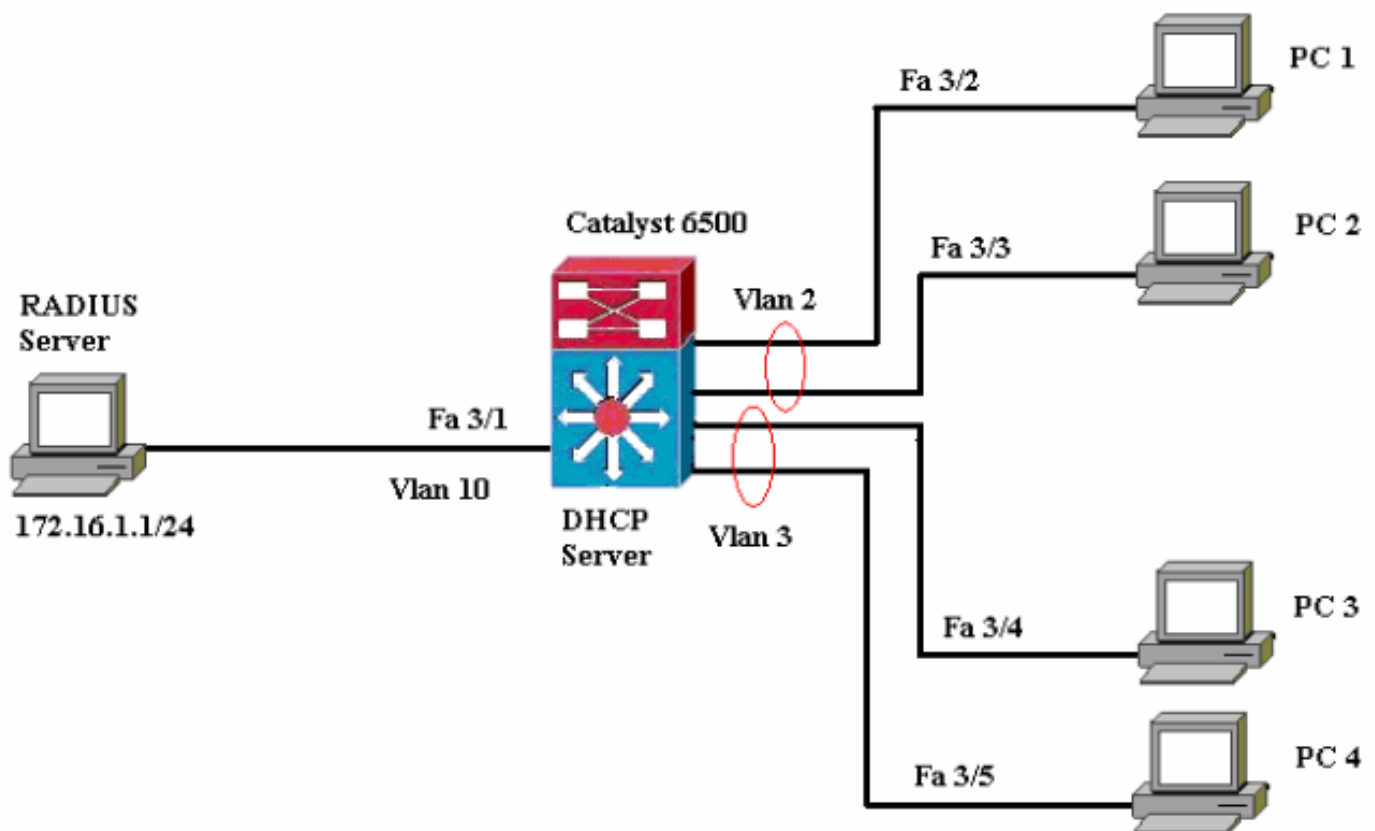 PC 1
Fa 3/2
PC 2
Catalyst 6500
Fa 3/3
Vlan 2
RADIUS
Server
Fa 3/1
Vlan 10
172.16.1.1/24
DHCP
Server
Vlan 3
PC 3
Fa 3/4
PC 4
Fa 3/5